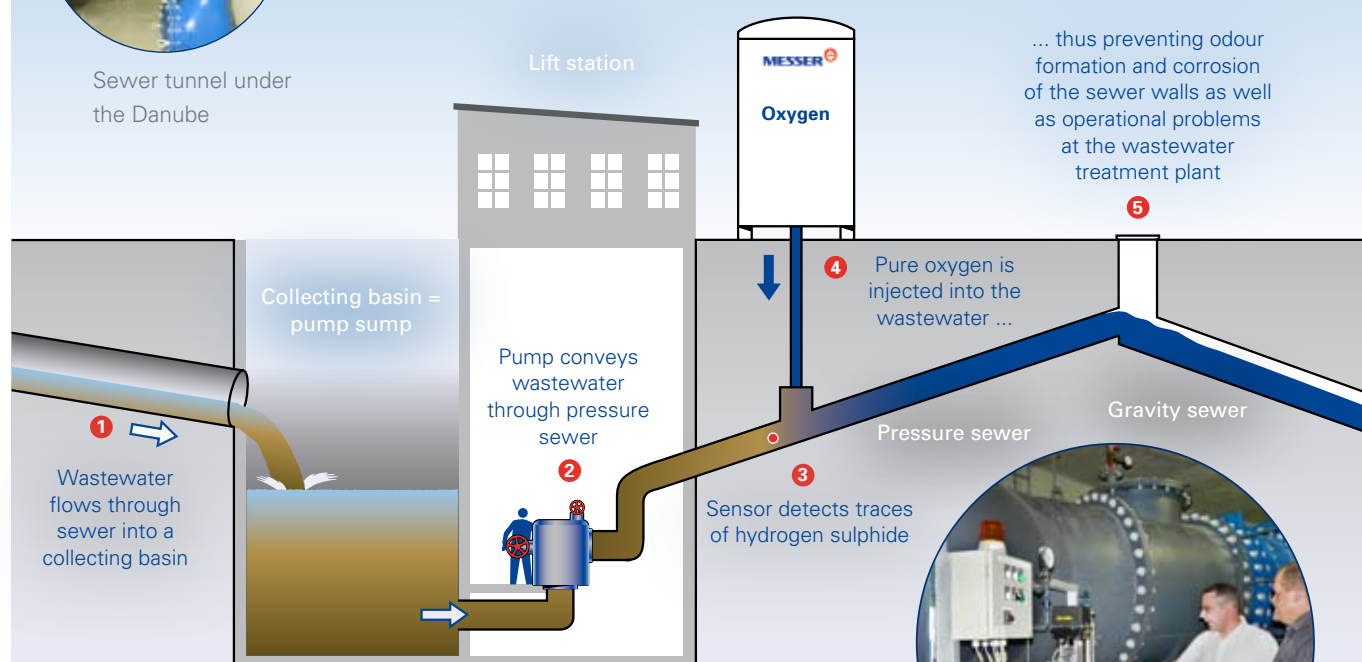 Sewer tunnel under
the Danube
Lift station
MESSER
Oxygen
... thus preventing odour
formation and corrosion
of the sewer walls as well
as operational problems
at the wastewater
treatment plant
5
Collecting basin =
pump sump
4
Pure oxygen is
injected into the
wastewater ...
Pump conveys
wastewater
through pressure
sewer
2
1
Wastewater
flows through
sewer into a
collecting basin
3
Sensor detects traces
of hydrogen sulphide
Pressure sewer
Gravity sewer